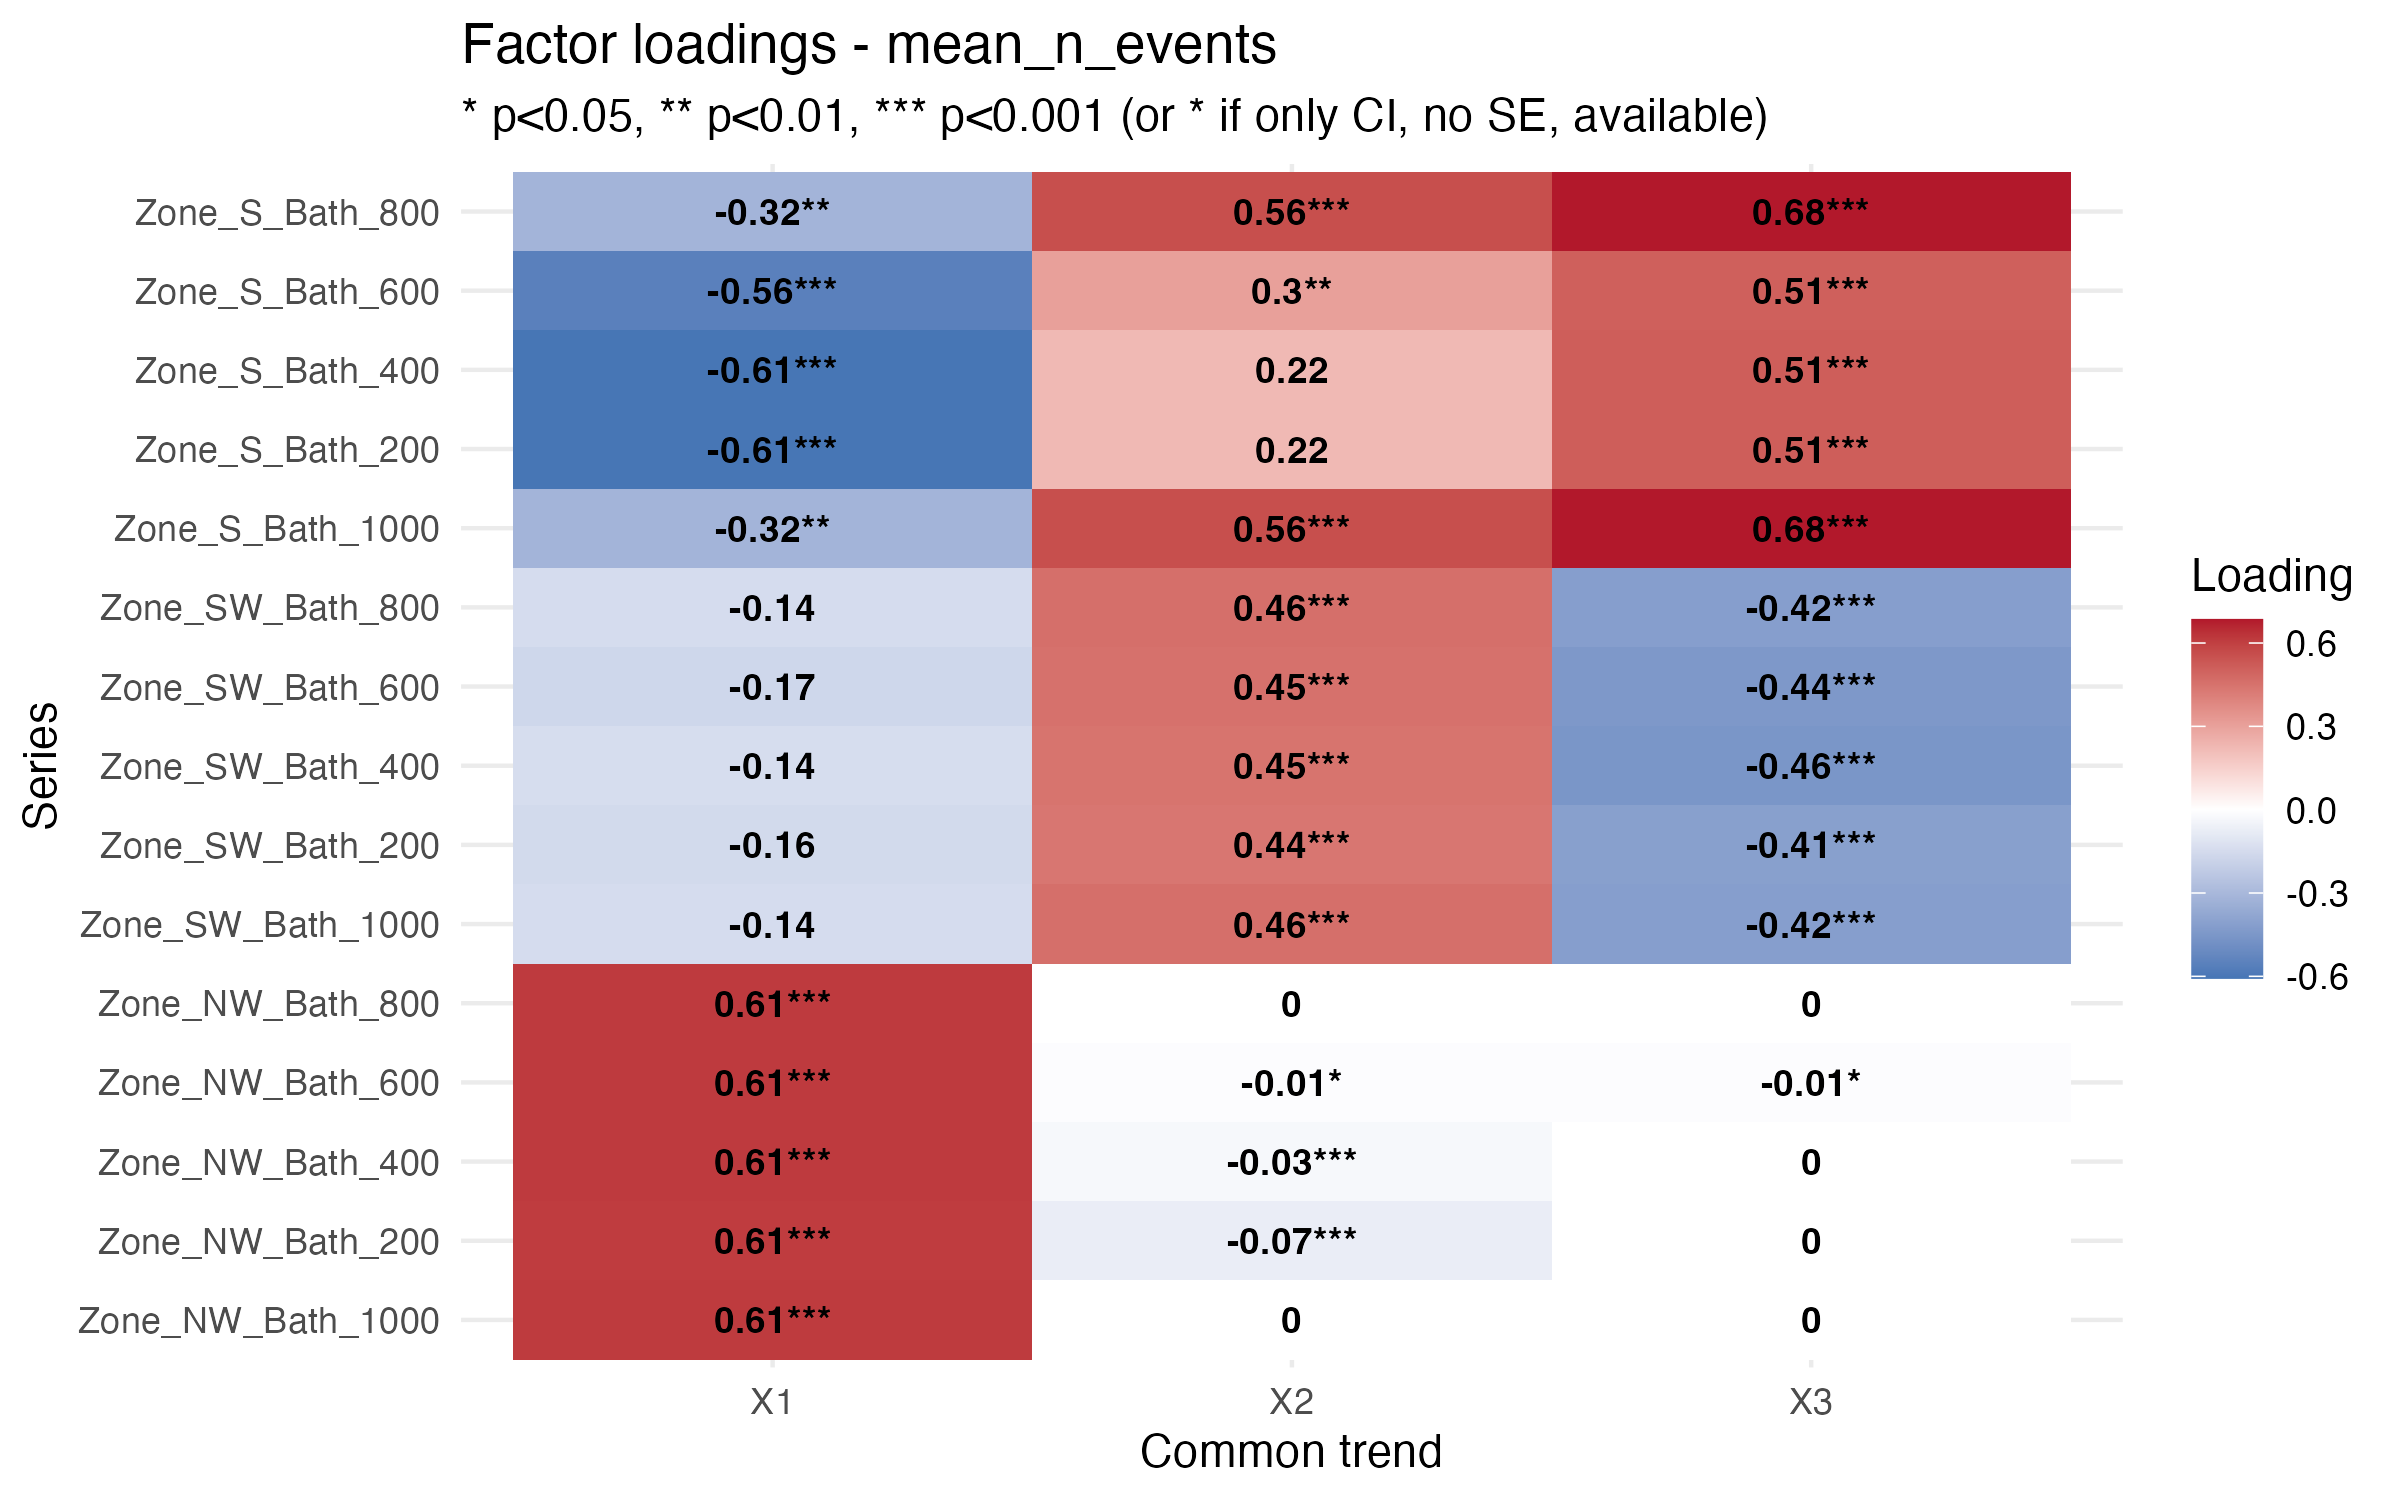 Factor loadings - mean_n_events
* p<0.05, ** p<0.01, *** p<0.001 (or * if only CI, no SE, available)
Zone_S_Bath_800 -0.32** 0.56*** 0.68***
Zone_S_Bath_600 -0.56*** 0.3** 0.51***
Zone_S_Bath_400 -0.61*** 0.22 0.51***
Zone_S_Bath_200 -0.61*** 0.22 0.51***
Zone_S_Bath_1000 -0.32** 0.56*** 0.68***
Zone_SW_Bath_800 -0.14 0.46*** -0.42***
Zone_SW_Bath_600 -0.17 0.45*** -0.44***
Zone_SW_Bath_400 -0.14 0.45*** -0.46***
Zone_SW_Bath_200 -0.16 0.44*** -0.41***
Zone_SW_Bath_1000 -0.14 0.46*** -0.42***
Zone_NW_Bath_800 0.61*** 0 0
Zone_NW_Bath_600 0.61*** -0.01* -0.01*
Zone_NW_Bath_400 0.61*** -0.03*** 0
Zone_NW_Bath_200 0.61*** -0.07*** 0
Zone_NW_Bath_1000 0.61*** 0 0
X1 X2 X3
Common trend
Series
Loading
0.6
0.3
0.0
-0.3
-0.6